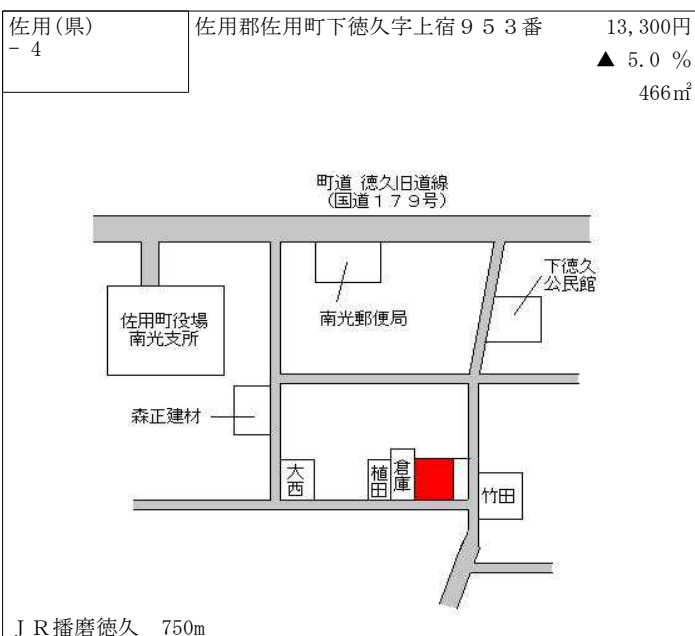 佐用(県)
- 4
佐用郡佐用町下徳久字上宿９５３番
13,300円
▲ 5.0 %
466㎡
町道 徳久旧道線
（国道１７９号）
下徳久
公民館
佐用町役場
南光支所
南光郵便局
森正建材
大西
植田
倉庫
竹田
ＪＲ播磨徳久 750m